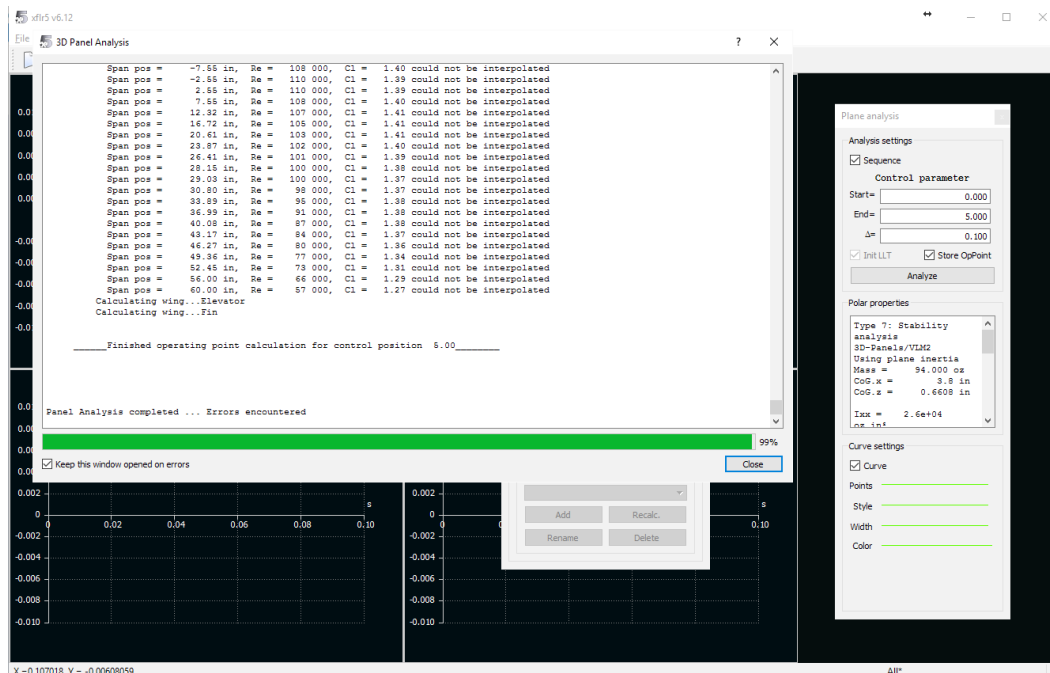 xflr5 v6.12
File
3D Panel Analysis
?
Span pos = -7.55 in, Re = 108 000, Cl = 1.40 could not be interpolated
Span pos = -2.55 in, Re = 110 000, Cl = 1.39 could not be interpolated
Span pos = 2.55 in, Re = 110 000, Cl = 1.39 could not be interpolated
Span pos = 7.55 in, Re = 108 000, Cl = 1.40 could not be interpolated
Span pos = 12.32 in, Re = 107 000, Cl = 1.41 could not be interpolated
Span pos = 16.72 in, Re = 105 000, Cl = 1.41 could not be interpolated
Span pos = 20.61 in, Re = 103 000, Cl = 1.41 could not be interpolated
Span pos = 23.87 in, Re = 102 000, Cl = 1.40 could not be interpolated
Span pos = 26.41 in, Re = 101 000, Cl = 1.39 could not be interpolated
Span pos = 28.15 in, Re = 100 000, Cl = 1.38 could not be interpolated
Span pos = 29.03 in, Re = 100 000, Cl = 1.37 could not be interpolated
Span pos = 30.80 in, Re = 98 000, Cl = 1.37 could not be interpolated
Span pos = 33.89 in, Re = 95 000, Cl = 1.38 could not be interpolated
Span pos = 36.99 in, Re = 91 000, Cl = 1.38 could not be interpolated
Span pos = 40.08 in, Re = 87 000, Cl = 1.38 could not be interpolated
Span pos = 43.17 in, Re = 84 000, Cl = 1.37 could not be interpolated
Span pos = 46.27 in, Re = 80 000, Cl = 1.36 could not be interpolated
Span pos = 49.36 in, Re = 77 000, Cl = 1.34 could not be interpolated
Span pos = 52.45 in, Re = 73 000, Cl = 1.31 could not be interpolated
Span pos = 56.00 in, Re = 66 000, Cl = 1.29 could not be interpolated
Span pos = 60.00 in, Re = 57 000, Cl = 1.27 could not be interpolated
Calculating wing...Elevator
Calculating wing...Fin
______Finished operating point calculation for control position 5.00________
Panel Analysis completed ... Errors encountered
99%
Keep this window opened on errors
Close
Plane analysis
Analysis settings
Sequence
Control parameter
Start= 0.000
End= 5.000
Δ= 0.100
Init LLT Store OpPoint
Analyze
Polar properties
Type 7: Stability
analysis
3D-Panels/VLM2
Using plane inertia
Mass = 94.000 oz
CoG.x = 3.8 in
CoG.z = 0.6608 in
Ixx = 2.6e+04
Curve settings
Curve
Points
Style
Width
Color
Add Recalc.
Rename Delete
0.002
0
-0.002
-0.004
-0.006
-0.008
-0.010
0 0.02 0.04 0.06 0.08 0.10
s
0.002
0
-0.002
-0.004
-0.006
-0.008
-0.010
s
0.10
X =0.107018, Y = -0.00608059
All*